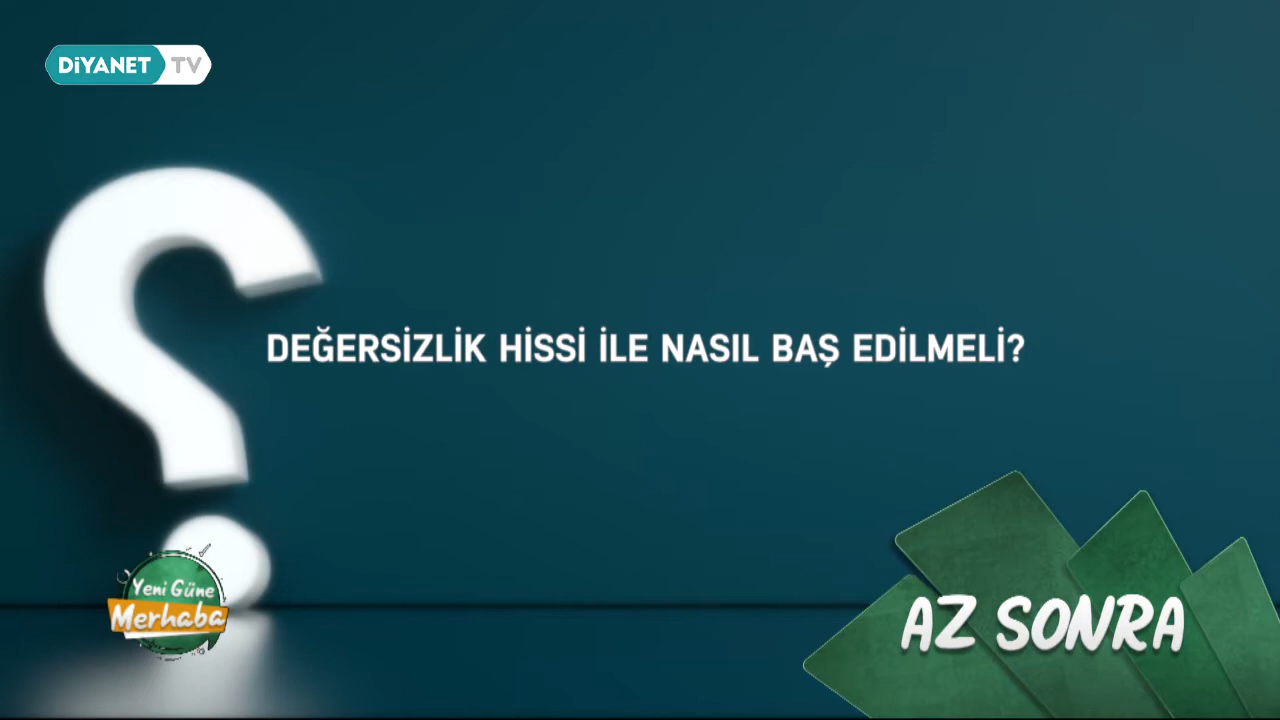 DİYANET TV
DEĞERSİZLİK HİSSİ İLE NASIL BAŞ EDİLMELİ?
Yeni Güne
Merhaba
AZ SONRA